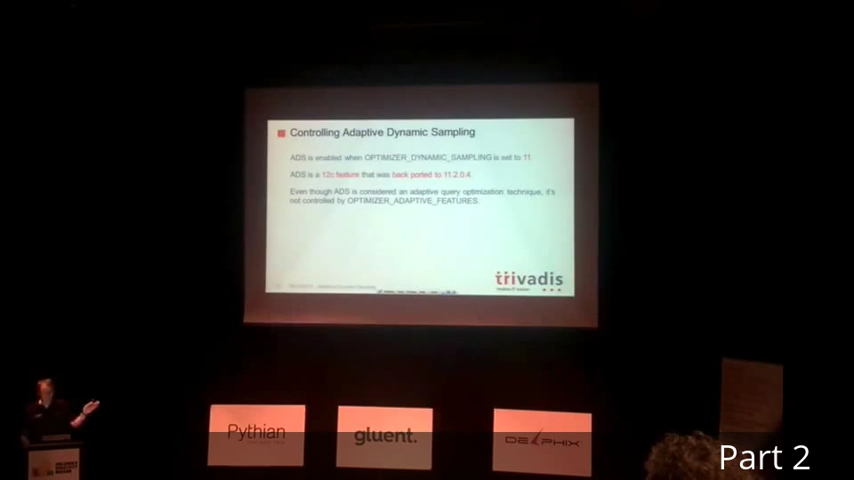 Controlling Adaptive Dynamic Sampling
ADS is enabled when OPTIMIZER_DYNAMIC_SAMPLING is set to 11.
ADS is a 12c feature that was back ported to 11.2.0.4.
Even though ADS is considered an adaptive query optimization technique, it's
not controlled by OPTIMIZER_ADAPTIVE_FEATURES.
trivadis
Pythian
gluent.
DELPHIX
Part 2